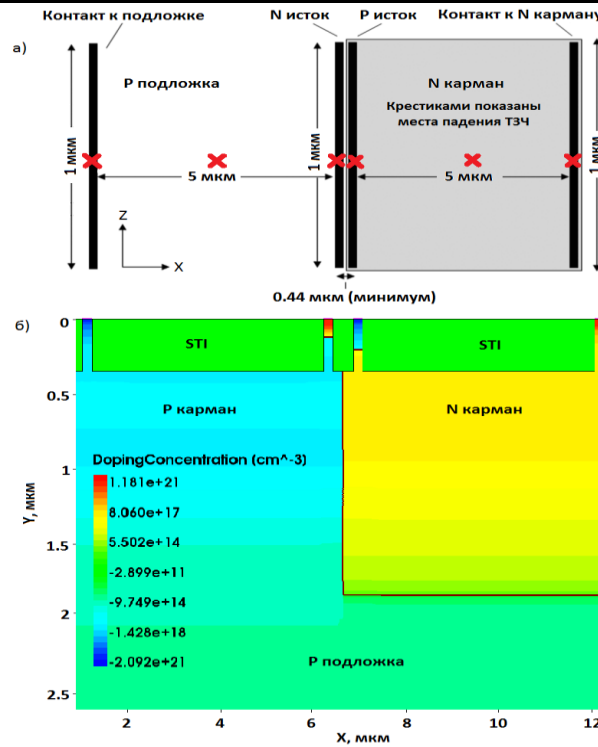 Контакт к подложке
N исток
P исток
Контакт к N карману
а)
P подложка
N карман
Крестиками показаны
места падения ТЗЧ
1 мкм
1 мкм
1 мкм
5 мкм
5 мкм
Z
X
0.44 мкм (минимум)
б)
0
STI
STI
0.5
P карман
N карман
1
DopingConcentration (cm^-3)
1.181e+21
8.060e+17
5.502e+14
-2.899e+11
-9.749e+14
-1.428e+18
-2.092e+21
Y, мкм
1.5
2
P подложка
2.5
2
4
6
8
10
12
X, мкм